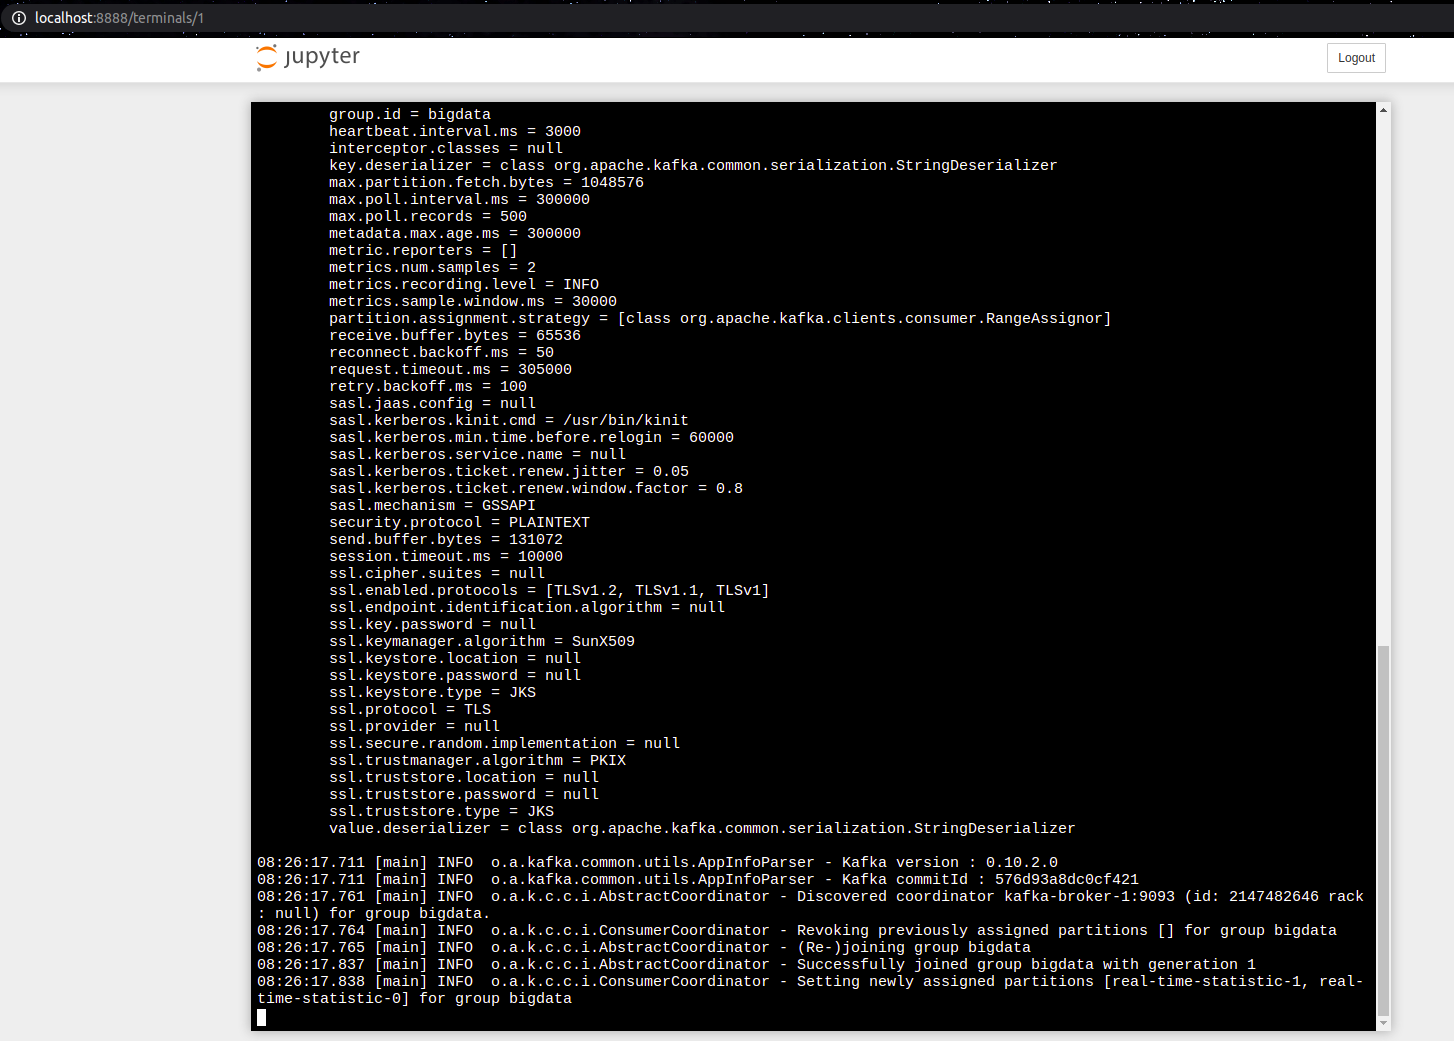 localhost:8888/terminals/1
jupyter
Logout
group.id = bigdata
heartbeat.interval.ms = 3000
interceptor.classes = null
key.deserializer = class org.apache.kafka.common.serialization.StringDeserializer
max.partition.fetch.bytes = 1048576
max.poll.interval.ms = 300000
max.poll.records = 500
metadata.max.age.ms = 300000
metric.reporters = []
metrics.num.samples = 2
metrics.recording.level = INFO
metrics.sample.window.ms = 30000
partition.assignment.strategy = [class org.apache.kafka.clients.consumer.RangeAssignor]
receive.buffer.bytes = 65536
reconnect.backoff.ms = 50
request.timeout.ms = 305000
retry.backoff.ms = 100
sasl.jaas.config = null
sasl.kerberos.kinit.cmd = /usr/bin/kinit
sasl.kerberos.min.time.before.relogin = 60000
sasl.kerberos.service.name = null
sasl.kerberos.ticket.renew.jitter = 0.05
sasl.kerberos.ticket.renew.window.factor = 0.8
sasl.mechanism = GSSAPI
security.protocol = PLAINTEXT
send.buffer.bytes = 131072
session.timeout.ms = 10000
ssl.cipher.suites = null
ssl.enabled.protocols = [TLSv1.2, TLSv1.1, TLSv1]
ssl.endpoint.identification.algorithm = null
ssl.key.password = null
ssl.keymanager.algorithm = SunX509
ssl.keystore.location = null
ssl.keystore.password = null
ssl.keystore.type = JKS
ssl.protocol = TLS
ssl.provider = null
ssl.secure.random.implementation = null
ssl.trustmanager.algorithm = PKIX
ssl.truststore.location = null
ssl.truststore.password = null
ssl.truststore.type = JKS
value.deserializer = class org.apache.kafka.common.serialization.StringDeserializer
08:26:17.711 [main] INFO  o.a.kafka.common.utils.AppInfoParser - Kafka version : 0.10.2.0
08:26:17.711 [main] INFO  o.a.kafka.common.utils.AppInfoParser - Kafka commitId : 576d93a8dc0cf421
08:26:17.761 [main] INFO  o.a.k.c.c.i.AbstractCoordinator - Discovered coordinator kafka-broker-1:9093 (id: 2147482646 rack
: null) for group bigdata.
08:26:17.764 [main] INFO  o.a.k.c.c.i.ConsumerCoordinator - Revoking previously assigned partitions [] for group bigdata
08:26:17.765 [main] INFO  o.a.k.c.c.i.AbstractCoordinator - (Re-)joining group bigdata
08:26:17.837 [main] INFO  o.a.k.c.c.i.AbstractCoordinator - Successfully joined group bigdata with generation 1
08:26:17.838 [main] INFO  o.a.k.c.c.i.ConsumerCoordinator - Setting newly assigned partitions [real-time-statistic-1, real-
time-statistic-0] for group bigdata